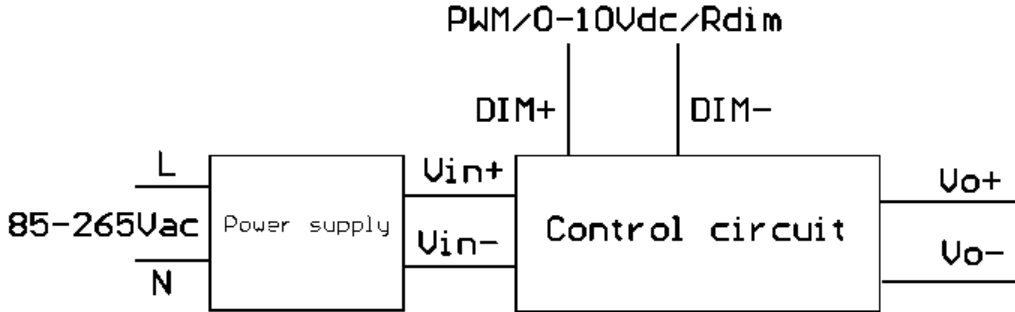 PWM/0-10Vdc/Rdim
DIM+
DIM-
L
Vin+
Vo+
85-265Vac
Power supply
Control circuit
Vin-
Vo-
N